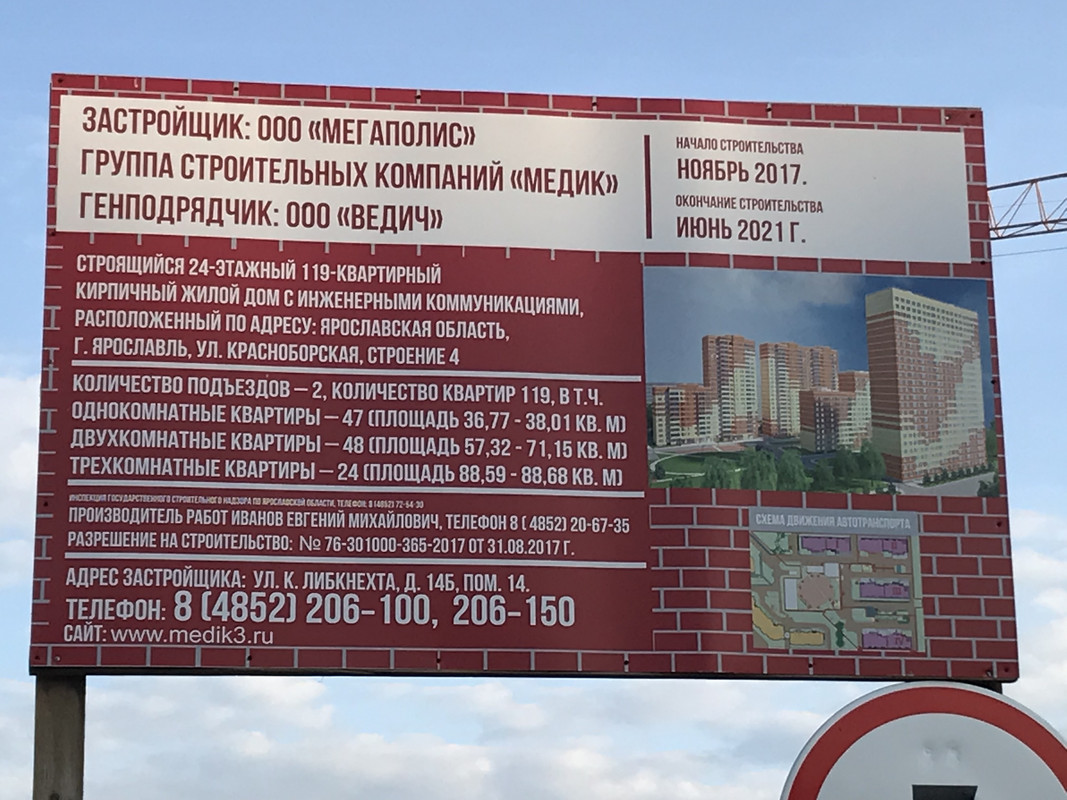 ЗАСТРОЙЩИК: ООО «МЕГАПОЛИС»
ГРУППА СТРОИТЕЛЬНЫХ КОМПАНИЙ «МЕДИК»
ГЕНПОДРЯДЧИК: ООО «ВЕДИЧ»
НАЧАЛО СТРОИТЕЛЬСТВА
НОЯБРЬ 2017.
ОКОНЧАНИЕ СТРОИТЕЛЬСТВА
ИЮНЬ 2021 Г.
СТРОЯЩИЙСЯ 24-ЭТАЖНЫЙ 119-КВАРТИРНЫЙ
КИРПИЧНЫЙ ЖИЛОЙ ДОМ С ИНЖЕНЕРНЫМИ КОММУНИКАЦИЯМИ,
РАСПОЛОЖЕННЫЙ ПО АДРЕСУ: ЯРОСЛАВСКАЯ ОБЛАСТЬ,
Г. ЯРОСЛАВЛЬ, УЛ. КРАСНОБОРСКАЯ, СТРОЕНИЕ 4
КОЛИЧЕСТВО ПОДЪЕЗДОВ – 2, КОЛИЧЕСТВО КВАРТИР 119, В Т.Ч.
ОДНОКОМНАТНЫЕ КВАРТИРЫ – 47 (ПЛОЩАДЬ 36,77 - 38,01 КВ. М)
ДВУХКОМНАТНЫЕ КВАРТИРЫ – 48 (ПЛОЩАДЬ 57,32 - 71,15 КВ. М)
ТРЕХКОМНАТНЫЕ КВАРТИРЫ – 24 (ПЛОЩАДЬ 88,59 - 88,68 КВ. М)
ИНСПЕКЦИЯ ГОСУДАРСТВЕННОГО СТРОИТЕЛЬНОГО НАДЗОРА ПО ЯРОСЛАВСКОЙ ОБЛАСТИ, ТЕЛЕФОН: 8 (4852)
ПРОИЗВОДИТЕЛЬ РАБОТ ИВАНОВ ЕВГЕНИЙ МИХАЙЛОВИЧ, ТЕЛЕФОН 8 ( 4852) 20-67-35
РАЗРЕШЕНИЕ НА СТРОИТЕЛЬСТВО: № 76-301000-365-2017 ОТ 31.08.2017 Г.
АДРЕС ЗАСТРОЙЩИКА: УЛ. К. ЛИБКНЕХТА, Д. 14Б, ПОМ. 14.
ТЕЛЕФОН: 8 (4852) 206-100, 206-150
САЙТ: www.medik3.ru
СХЕМА ДВИЖЕНИЯ АВТОТРАНСПОРТА